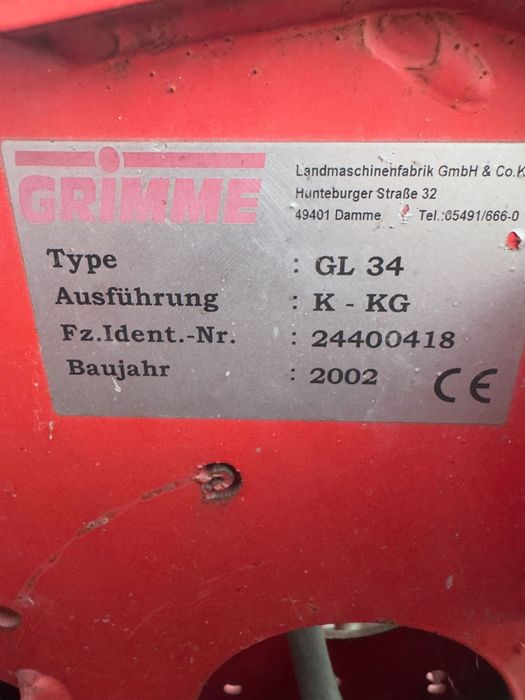 GRIMME
Landmaschinenfabrik GmbH & Co.K
Hunteburger Straße 32
49401 Damme Tel.:05491/666-0
Type : GL 34
Ausführung : K - KG
Fz.Ident.-Nr. : 24400418
Baujahr : 2002 CE